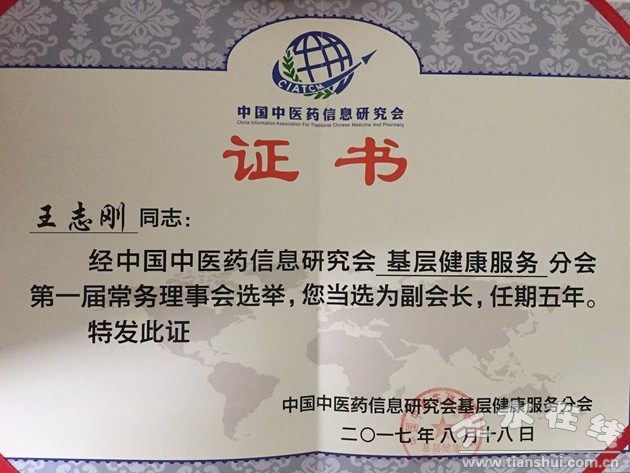 CIATCM
中国中医药信息研究会
China Information Association For Traditional Chinese Medicine And Pharmacy
证书
王志刚同志：
经中国中医药信息研究会 基层健康服务 分会
第一届常务理事会选举，您当选为副会长，任期五年。
特发此证
中国中医药信息研究会基层健康服务分会
二〇一七年八月十八日
天水在线
www.tianshui.com.cn